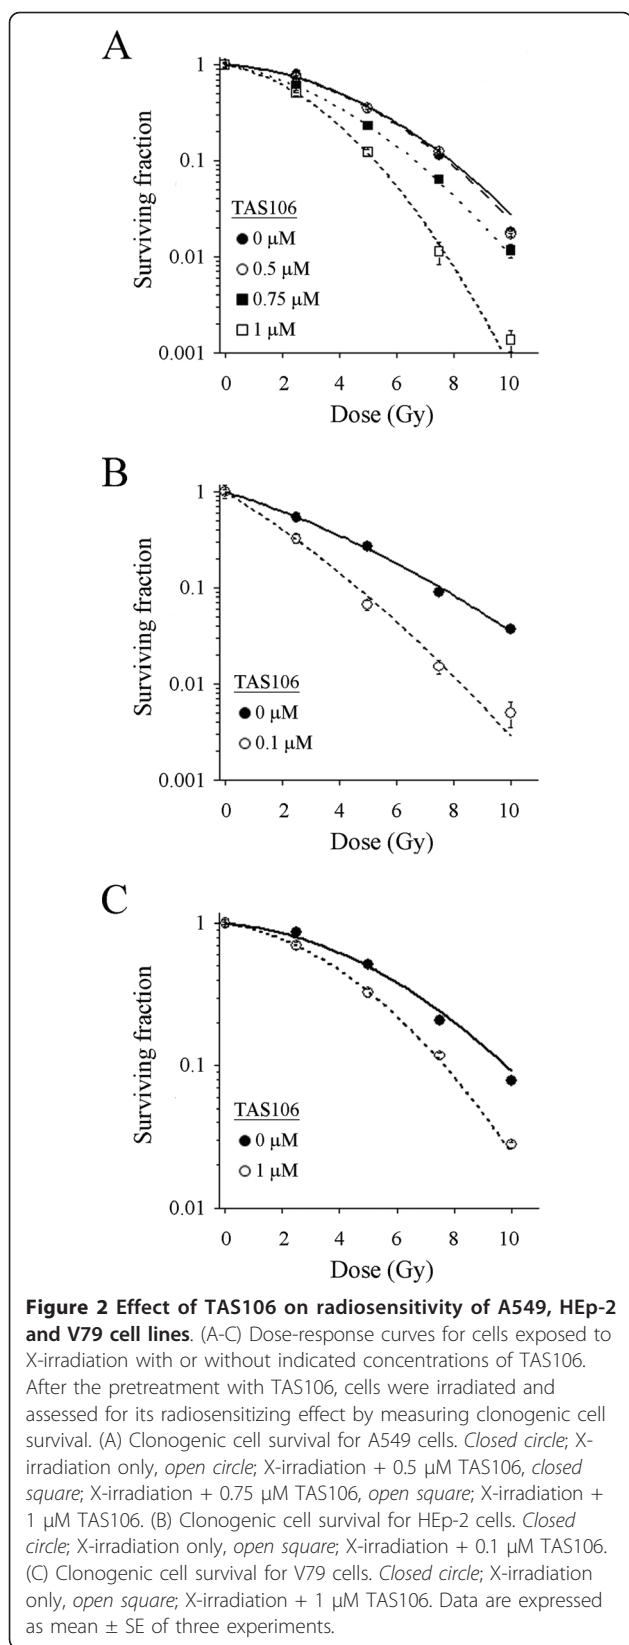 A
1
0.1
0.01
0.001
Surviving fraction
TAS106
0 μM
0.5 μM
0.75 μM
1 μM
0 2 4 6 8 10
Dose (Gy)
B
1
0.1
0.01
0.001
Surviving fraction
TAS106
0 μM
0.1 μM
0 2 4 6 8 10
Dose (Gy)
C
1
0.1
0.01
Surviving fraction
TAS106
0 μM
1 μM
0 2 4 6 8 10
Dose (Gy)
Figure 2 Effect of TAS106 on radiosensitivity of A549, HEp-2
and V79 cell lines. (A-C) Dose-response curves for cells exposed to
X-irradiation with or without indicated concentrations of TAS106.
After the pretreatment with TAS106, cells were irradiated and
assessed for its radiosensitizing effect by measuring clonogenic cell
survival. (A) Clonogenic cell survival for A549 cells. Closed circle; X-
irradiation only, open circle; X-irradiation + 0.5 μM TAS106, closed
square; X-irradiation + 0.75 μM TAS106, open square; X-irradiation +
1 μM TAS106. (B) Clonogenic cell survival for HEp-2 cells. Closed
circle; X-irradiation only, open square; X-irradiation + 0.1 μM TAS106.
(C) Clonogenic cell survival for V79 cells. Closed circle; X-irradiation
only, open square; X-irradiation + 1 μM TAS106. Data are expressed
as mean ± SE of three experiments.